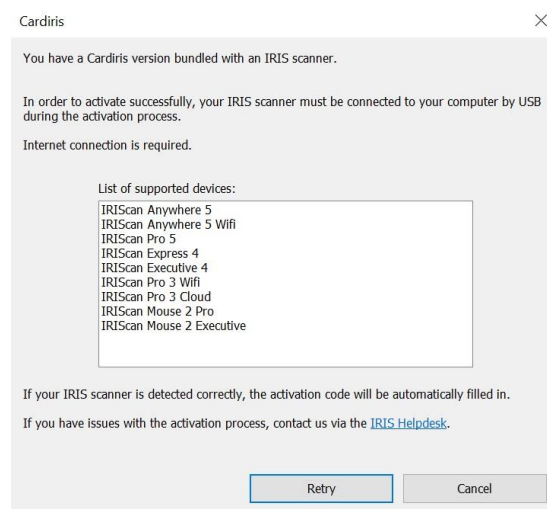 Cardiris
You have a Cardiris version bundled with an IRIS scanner.
In order to activate successfully, your IRIS scanner must be connected to your computer by USB
during the activation process.
Internet connection is required.
List of supported devices:
IRIScan Anywhere 5
IRIScan Anywhere 5 Wifi
IRIScan Pro 5
IRIScan Express 4
IRIScan Executive 4
IRIScan Pro 3 Wifi
IRIScan Pro 3 Cloud
IRIScan Mouse 2 Pro
IRIScan Mouse 2 Executive
If your IRIS scanner is detected correctly, the activation code will be automatically filled in.
If you have issues with the activation process, contact us via the IRIS Helpdesk.
Retry Cancel